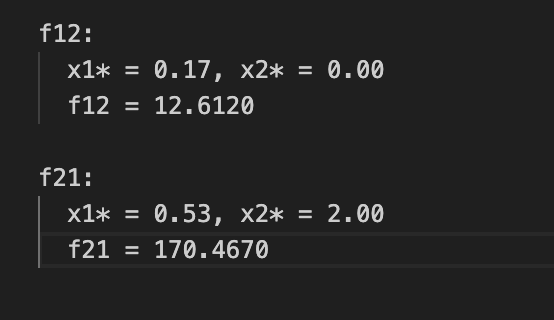 f12:
x1* = 0.17, x2* = 0.00
f12 = 12.6120
f21:
x1* = 0.53, x2* = 2.00
f21 = 170.4670